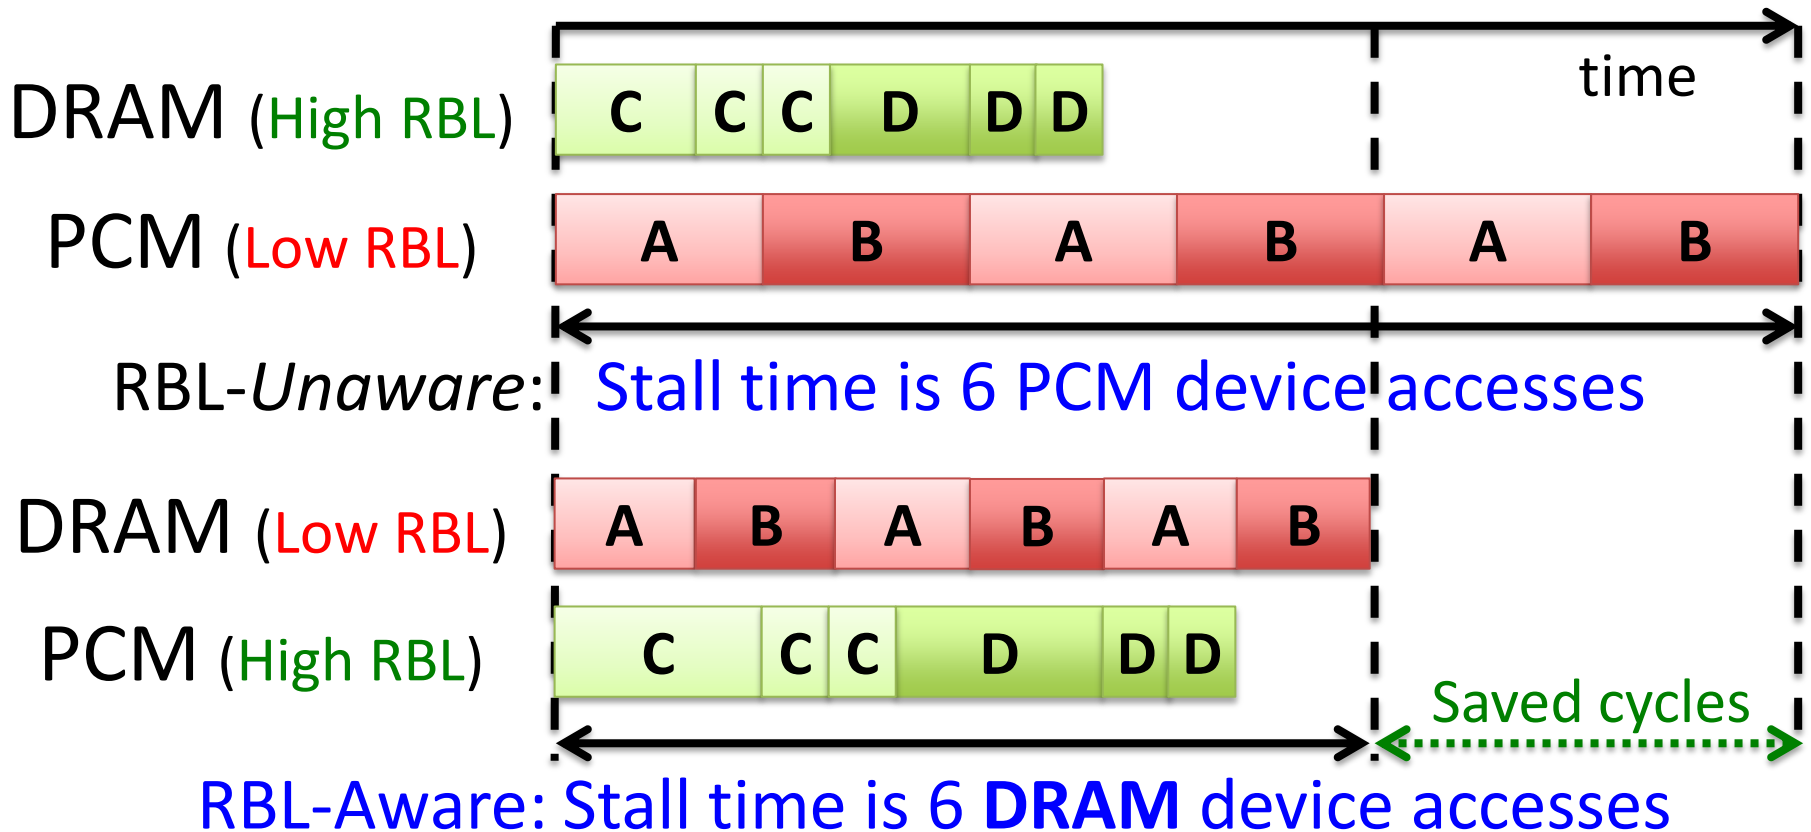 time
DRAM (High RBL) C C C D D D
PCM (Low RBL) A B A B A B
RBL-Unaware: Stall time is 6 PCM device accesses
DRAM (Low RBL) A B A B A B
PCM (High RBL) C C C D D D
Saved cycles
RBL-Aware: Stall time is 6 DRAM device accesses